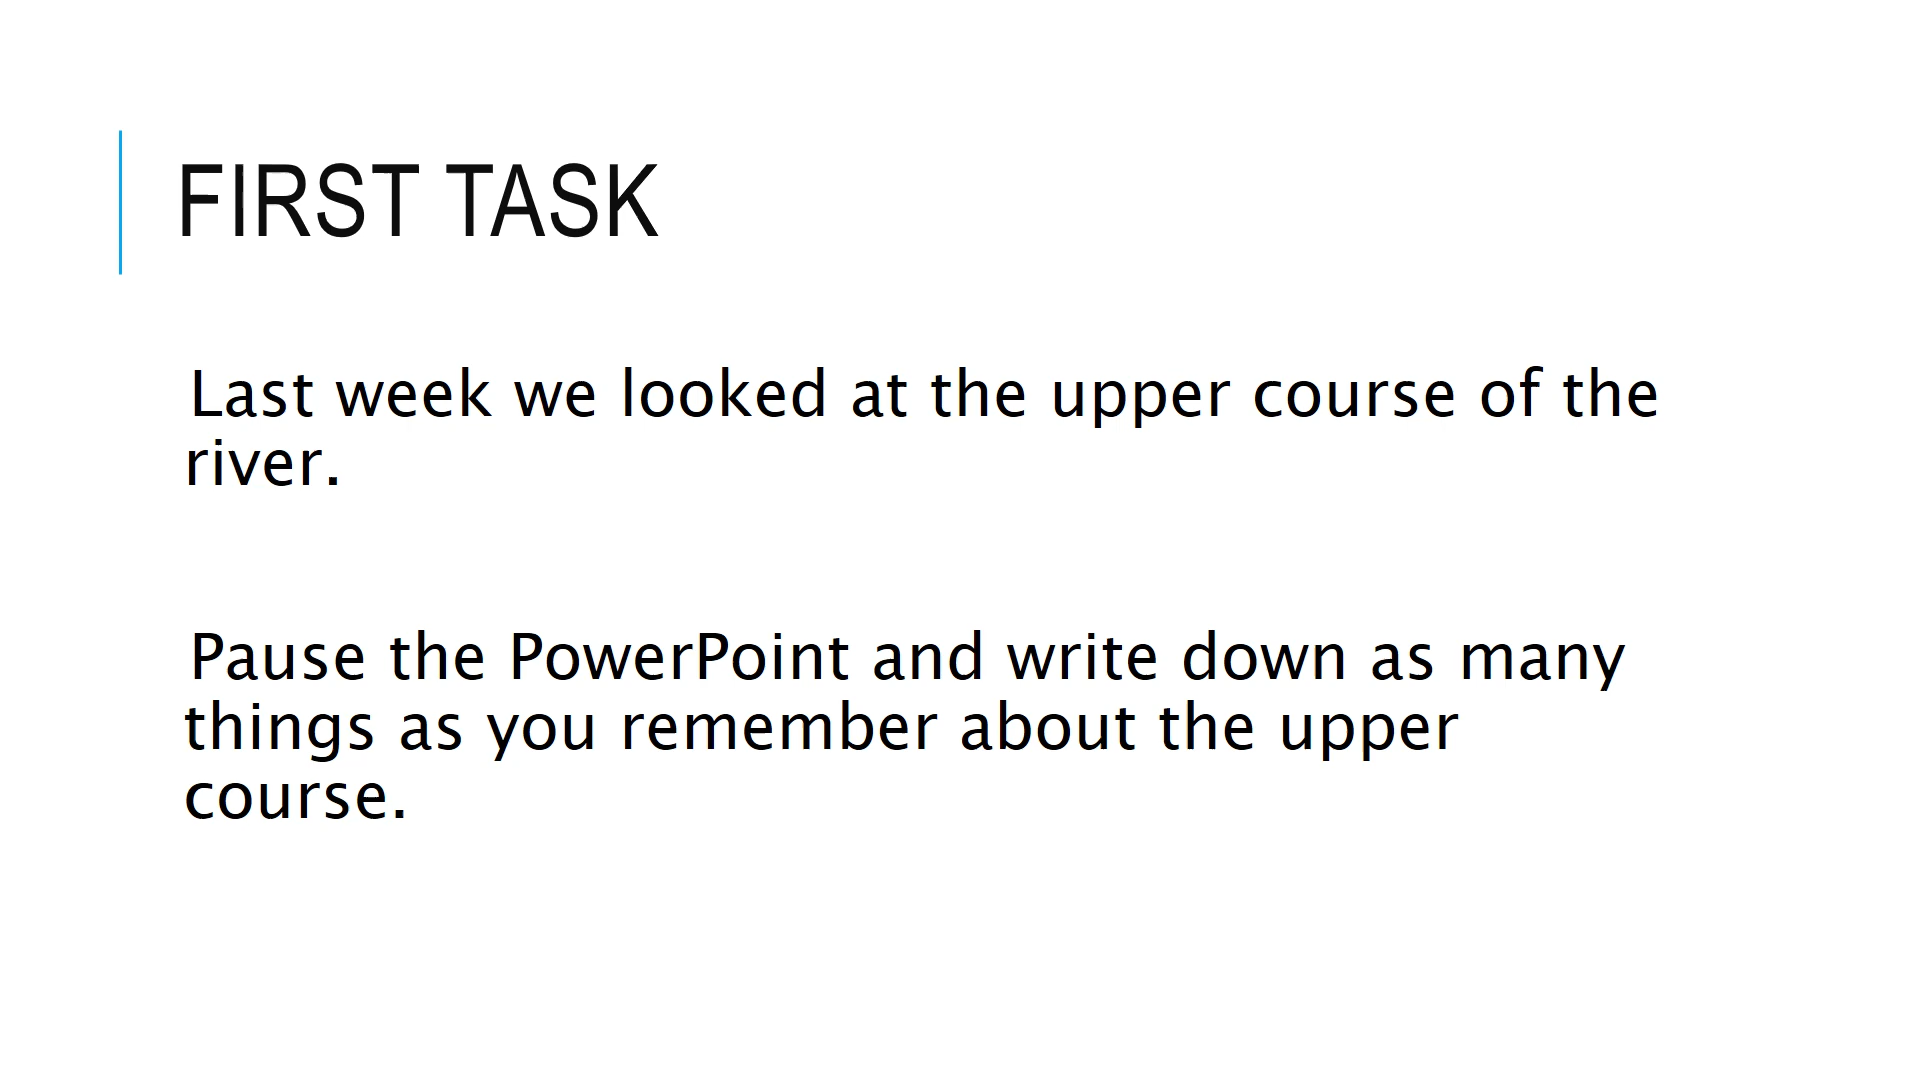 FIRST TASK
Last week we looked at the upper course of the
river.
Pause the PowerPoint and write down as many
things as you remember about the upper
course.